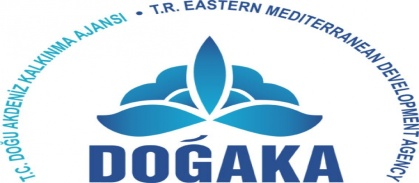 T.C. DOĞU AKDENİZ KALKINMA AJANSI • T.R. EASTERN MEDITERRANEAN DEVELOPMENT AGENCY
DOĞAKA